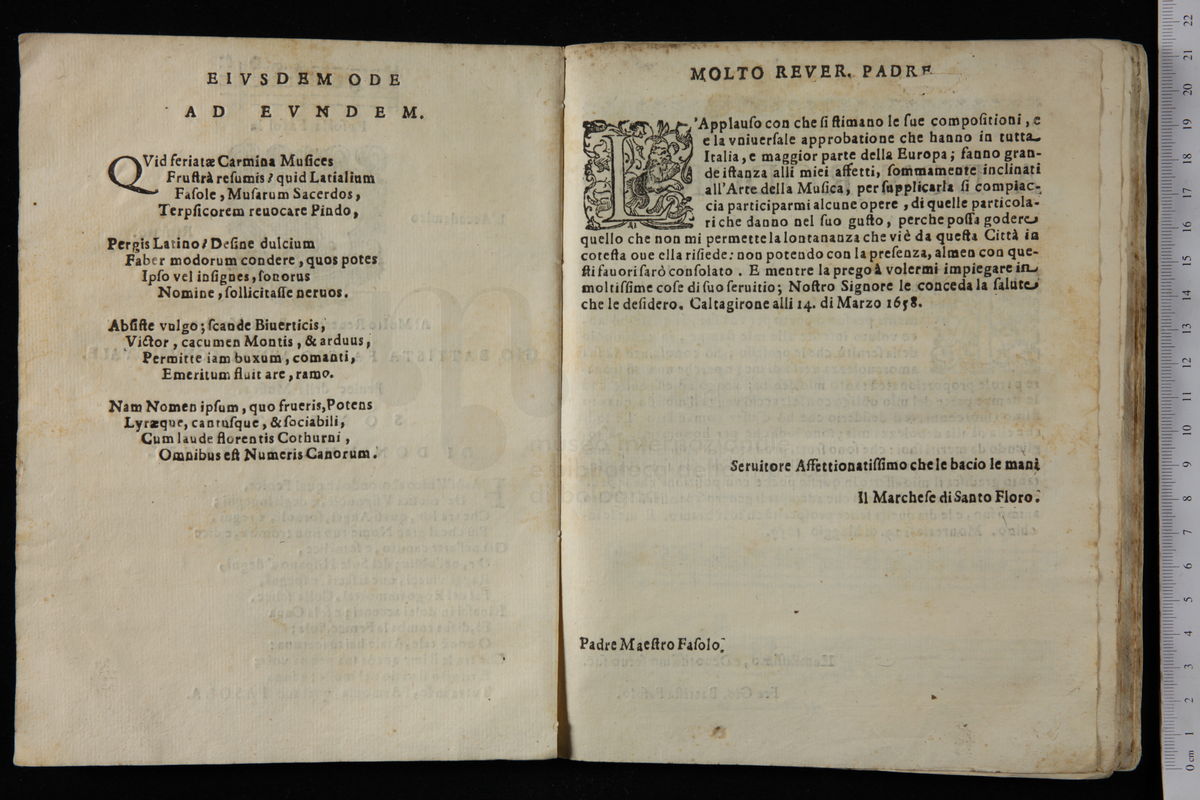 EIVSDEM ODE
AD EVNDEM.
QVid feriatæ Carmina Musices
Frustrà resumis? quid Latialium
Fasole, Musarum Sacerdos,
Terpsicorem reuocare Pindo,
Pergis Latino? Desine dulcium
Faber modorum condere, quos potes
Ipso vel insignes, sonorus
Nomine, sollicitasse neruos.
Absiste vulgo; scande Biuerticis,
Victor, cacumen Montis, & arduus,
Permitte iam buxum, comanti,
Emeritum fluitare, ramo.
Nam Nomen ipsum, quo frueris, Potens
Lyræque, cantusque, & sociabili,
Cum laude florentis Cothurni,
Omnibus est Numeris Canorum.
MOLTO REVER. PADRE
L'Applauso con che si stimano le sue compositioni, e
e la vniuersale approbatione che hanno in tutta
Italia, e maggior parte della Europa; fanno gran-
de istanza alli miei affetti, sommamente inclinati
all'Arte della Musica, per supplicarla si compiac-
cia participarmi alcune opere, di quelle particola-
ri che danno nel suo gusto, perche possa godere
quello che non mi permette la lontananza che vi è da questa Città in
cotesta oue ella risiede: non potendo con la presenza, almen con que-
sti fauori sarò consolato. E mentre la prego à volermi impiegare in
moltissime cose di suo seruitio; Nostro Signore le conceda la salute
che le desidero. Caltagirone alli 14. di Marzo 1658.
Seruitore Affettionatissimo che le bacio le mani
Il Marchese di Santo Floro.
Padre Maestro Fasolo.